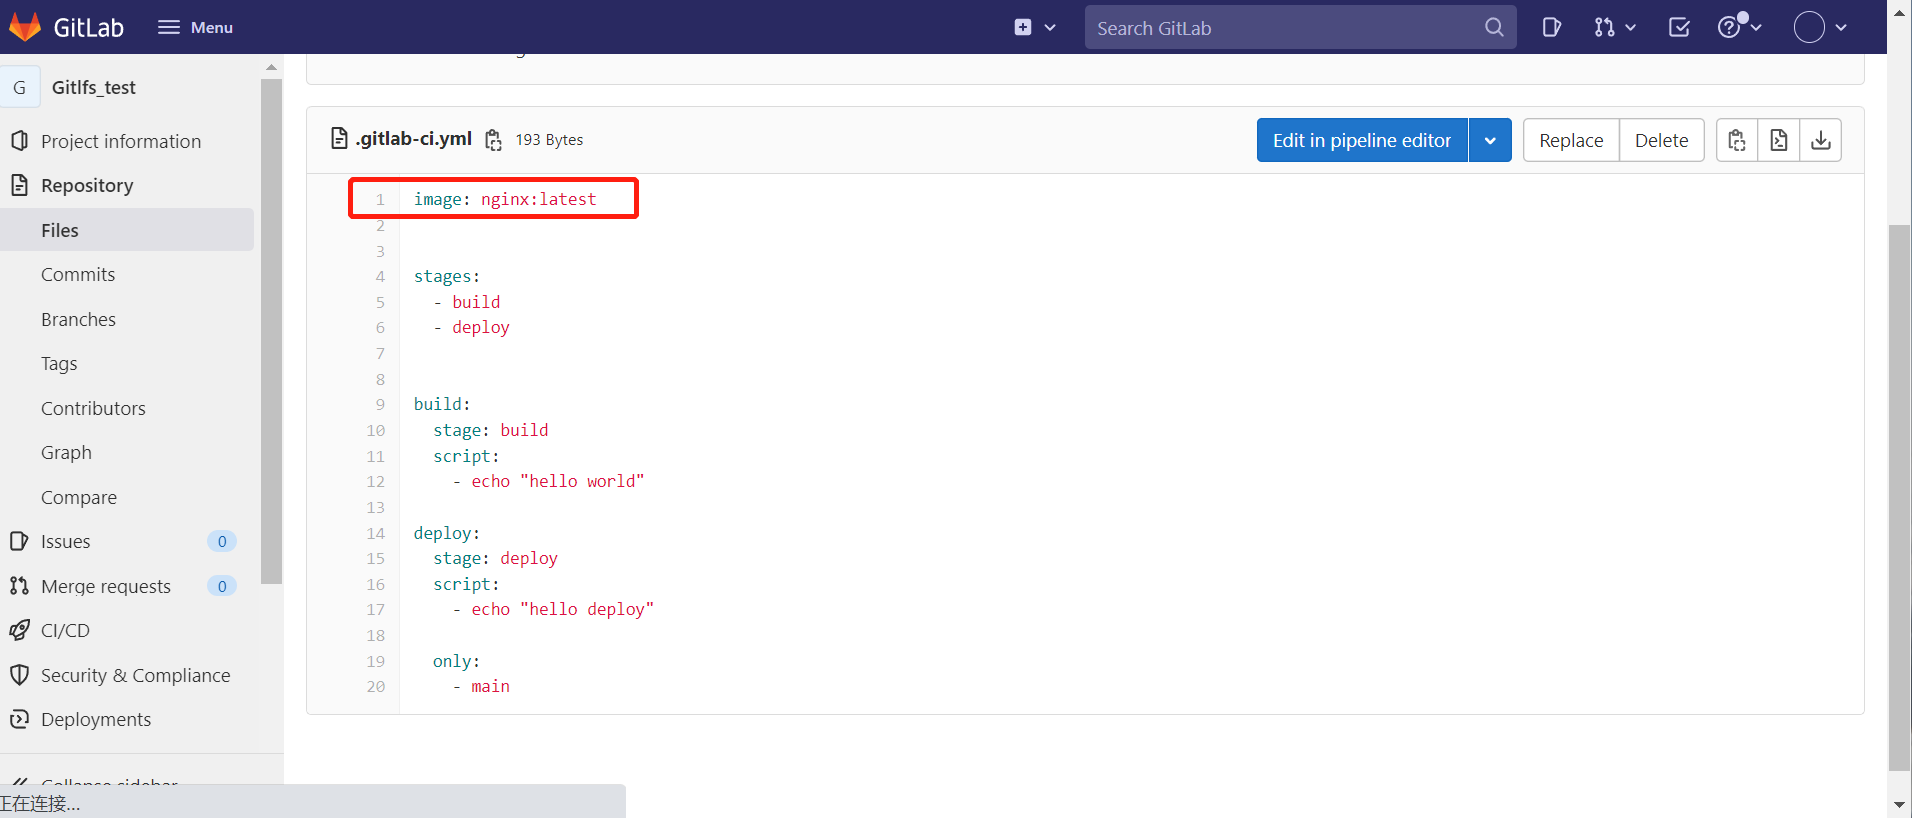 GitLab
Menu
Search GitLab
G
Gitlfs_test
Project information
Repository
Files
Commits
Branches
Tags
Contributors
Graph
Compare
Issues
0
Merge requests
0
CI/CD
Security & Compliance
Deployments
Collapse sidebar
正在连接...
.gitlab-ci.yml
193 Bytes
Edit in pipeline editor
Replace
Delete
1 image: nginx:latest
2
3
4 stages:
5 - build
6 - deploy
7
8
9 build:
10 stage: build
11 script:
12 - echo "hello world"
13
14 deploy:
15 stage: deploy
16 script:
17 - echo "hello deploy"
18
19 only:
20 - main